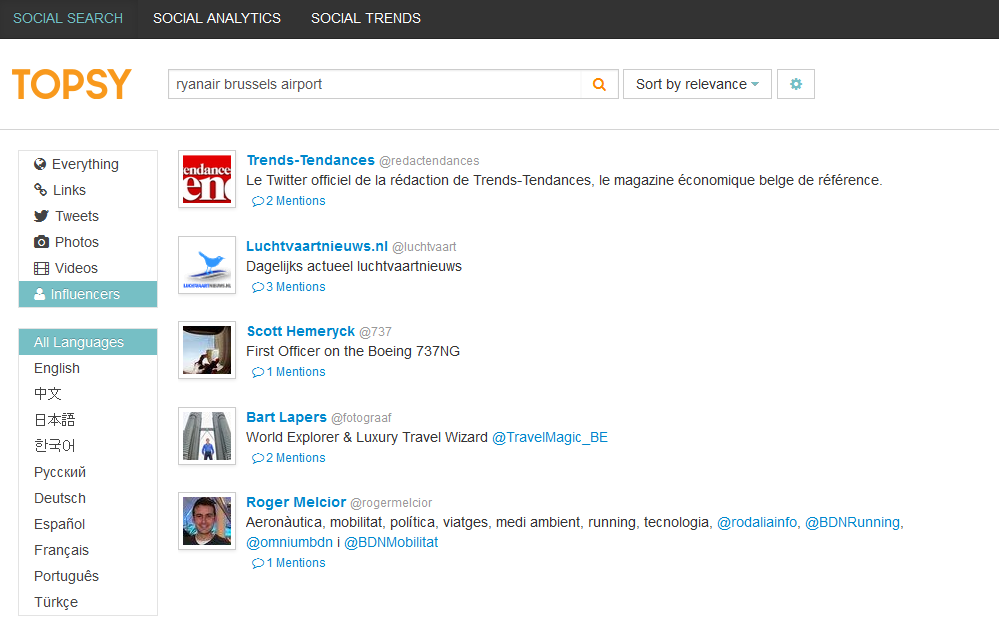 SOCIAL SEARCH SOCIAL ANALYTICS SOCIAL TRENDS
TOPSY
ryanair brussels airport
Sort by relevance
Everything
Links
Tweets
Photos
Videos
Influencers
All Languages
English
中文
日本語
한국어
Русский
Deutsch
Español
Français
Português
Türkçe
endance
en
Trends-Tendances @redactendances
Le Twitter officiel de la rédaction de Trends-Tendances, le magazine économique belge de référence.
2 Mentions
LUCHTVAARTNIEUWS.NL
Luchtvaartnieuws.nl @luchtvaart
Dagelijks actueel luchtvaartnieuws
3 Mentions
Scott Hemeryck @737
First Officer on the Boeing 737NG
1 Mentions
Bart Lapers @fotograaf
World Explorer & Luxury Travel Wizard @TravelMagic_BE
2 Mentions
Roger Melcior @rogermelcior
Aeronàutica, mobilitat, política, viatges, medi ambient, running, tecnologia, @rodaliainfo, @BDNRunning,
@omniumbdn i @BDNMobilitat
1 Mentions